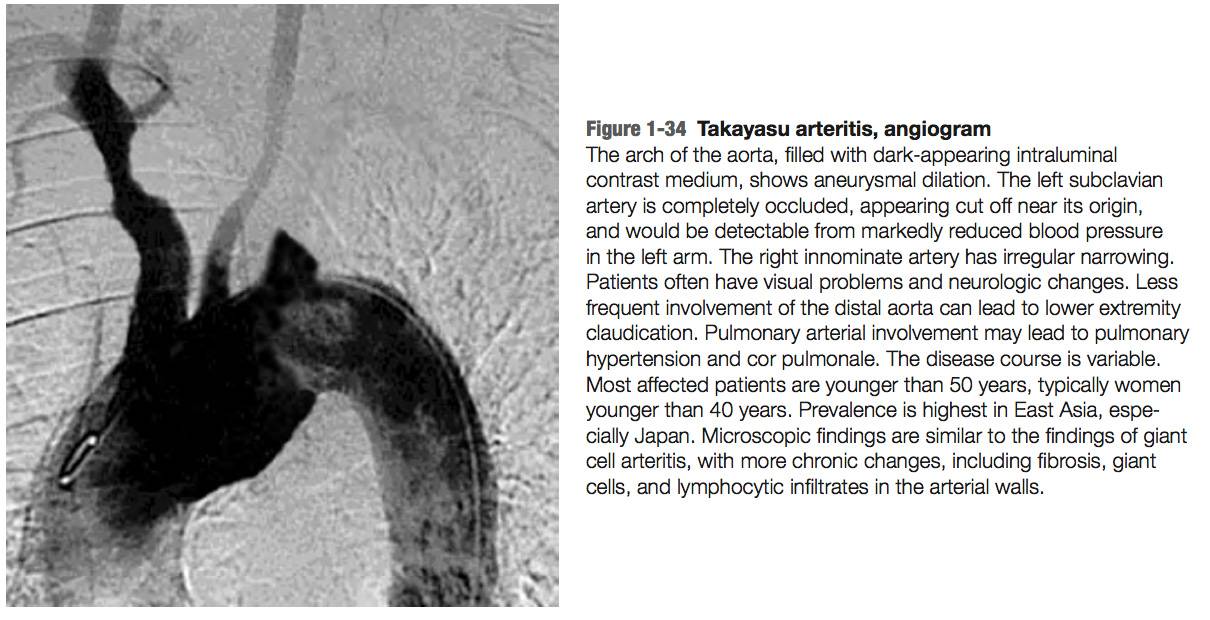 Figure 1-34 Takayasu arteritis, angiogram
The arch of the aorta, filled with dark-appearing intraluminal
contrast medium, shows aneurysmal dilation. The left subclavian
artery is completely occluded, appearing cut off near its origin,
and would be detectable from markedly reduced blood pressure
in the left arm. The right innominate artery has irregular narrowing.
Patients often have visual problems and neurologic changes. Less
frequent involvement of the distal aorta can lead to lower extremity
claudication. Pulmonary arterial involvement may lead to pulmonary
hypertension and cor pulmonale. The disease course is variable.
Most affected patients are younger than 50 years, typically women
younger than 40 years. Prevalence is highest in East Asia, espe-
cially Japan. Microscopic findings are similar to the findings of giant
cell arteritis, with more chronic changes, including fibrosis, giant
cells, and lymphocytic infiltrates in the arterial walls.